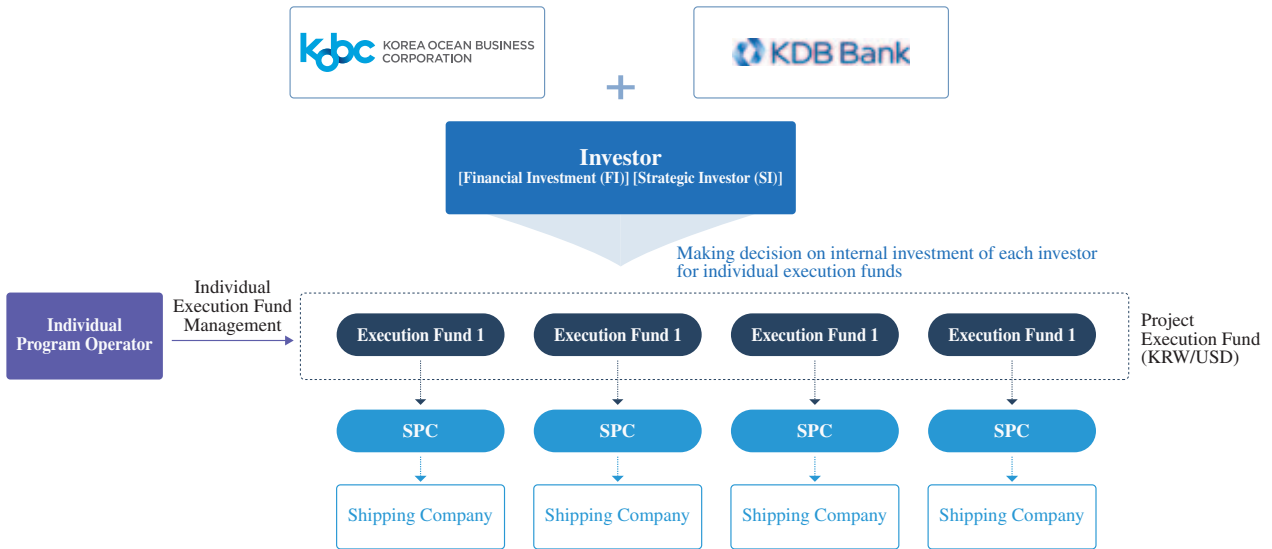 kobc KOREA OCEAN BUSINESS
CORPORATION
KDB Bank
+
Investor
[Financial Investment (FI)] [Strategic Investor (SI)]
Making decision on internal investment of each investor
for individual execution funds
Individual
Execution Fund
Management
Individual
Program Operator
Execution Fund 1
Execution Fund 1
Execution Fund 1
Execution Fund 1
Project
Execution Fund
(KRW/USD)
SPC
SPC
SPC
SPC
Shipping Company
Shipping Company
Shipping Company
Shipping Company